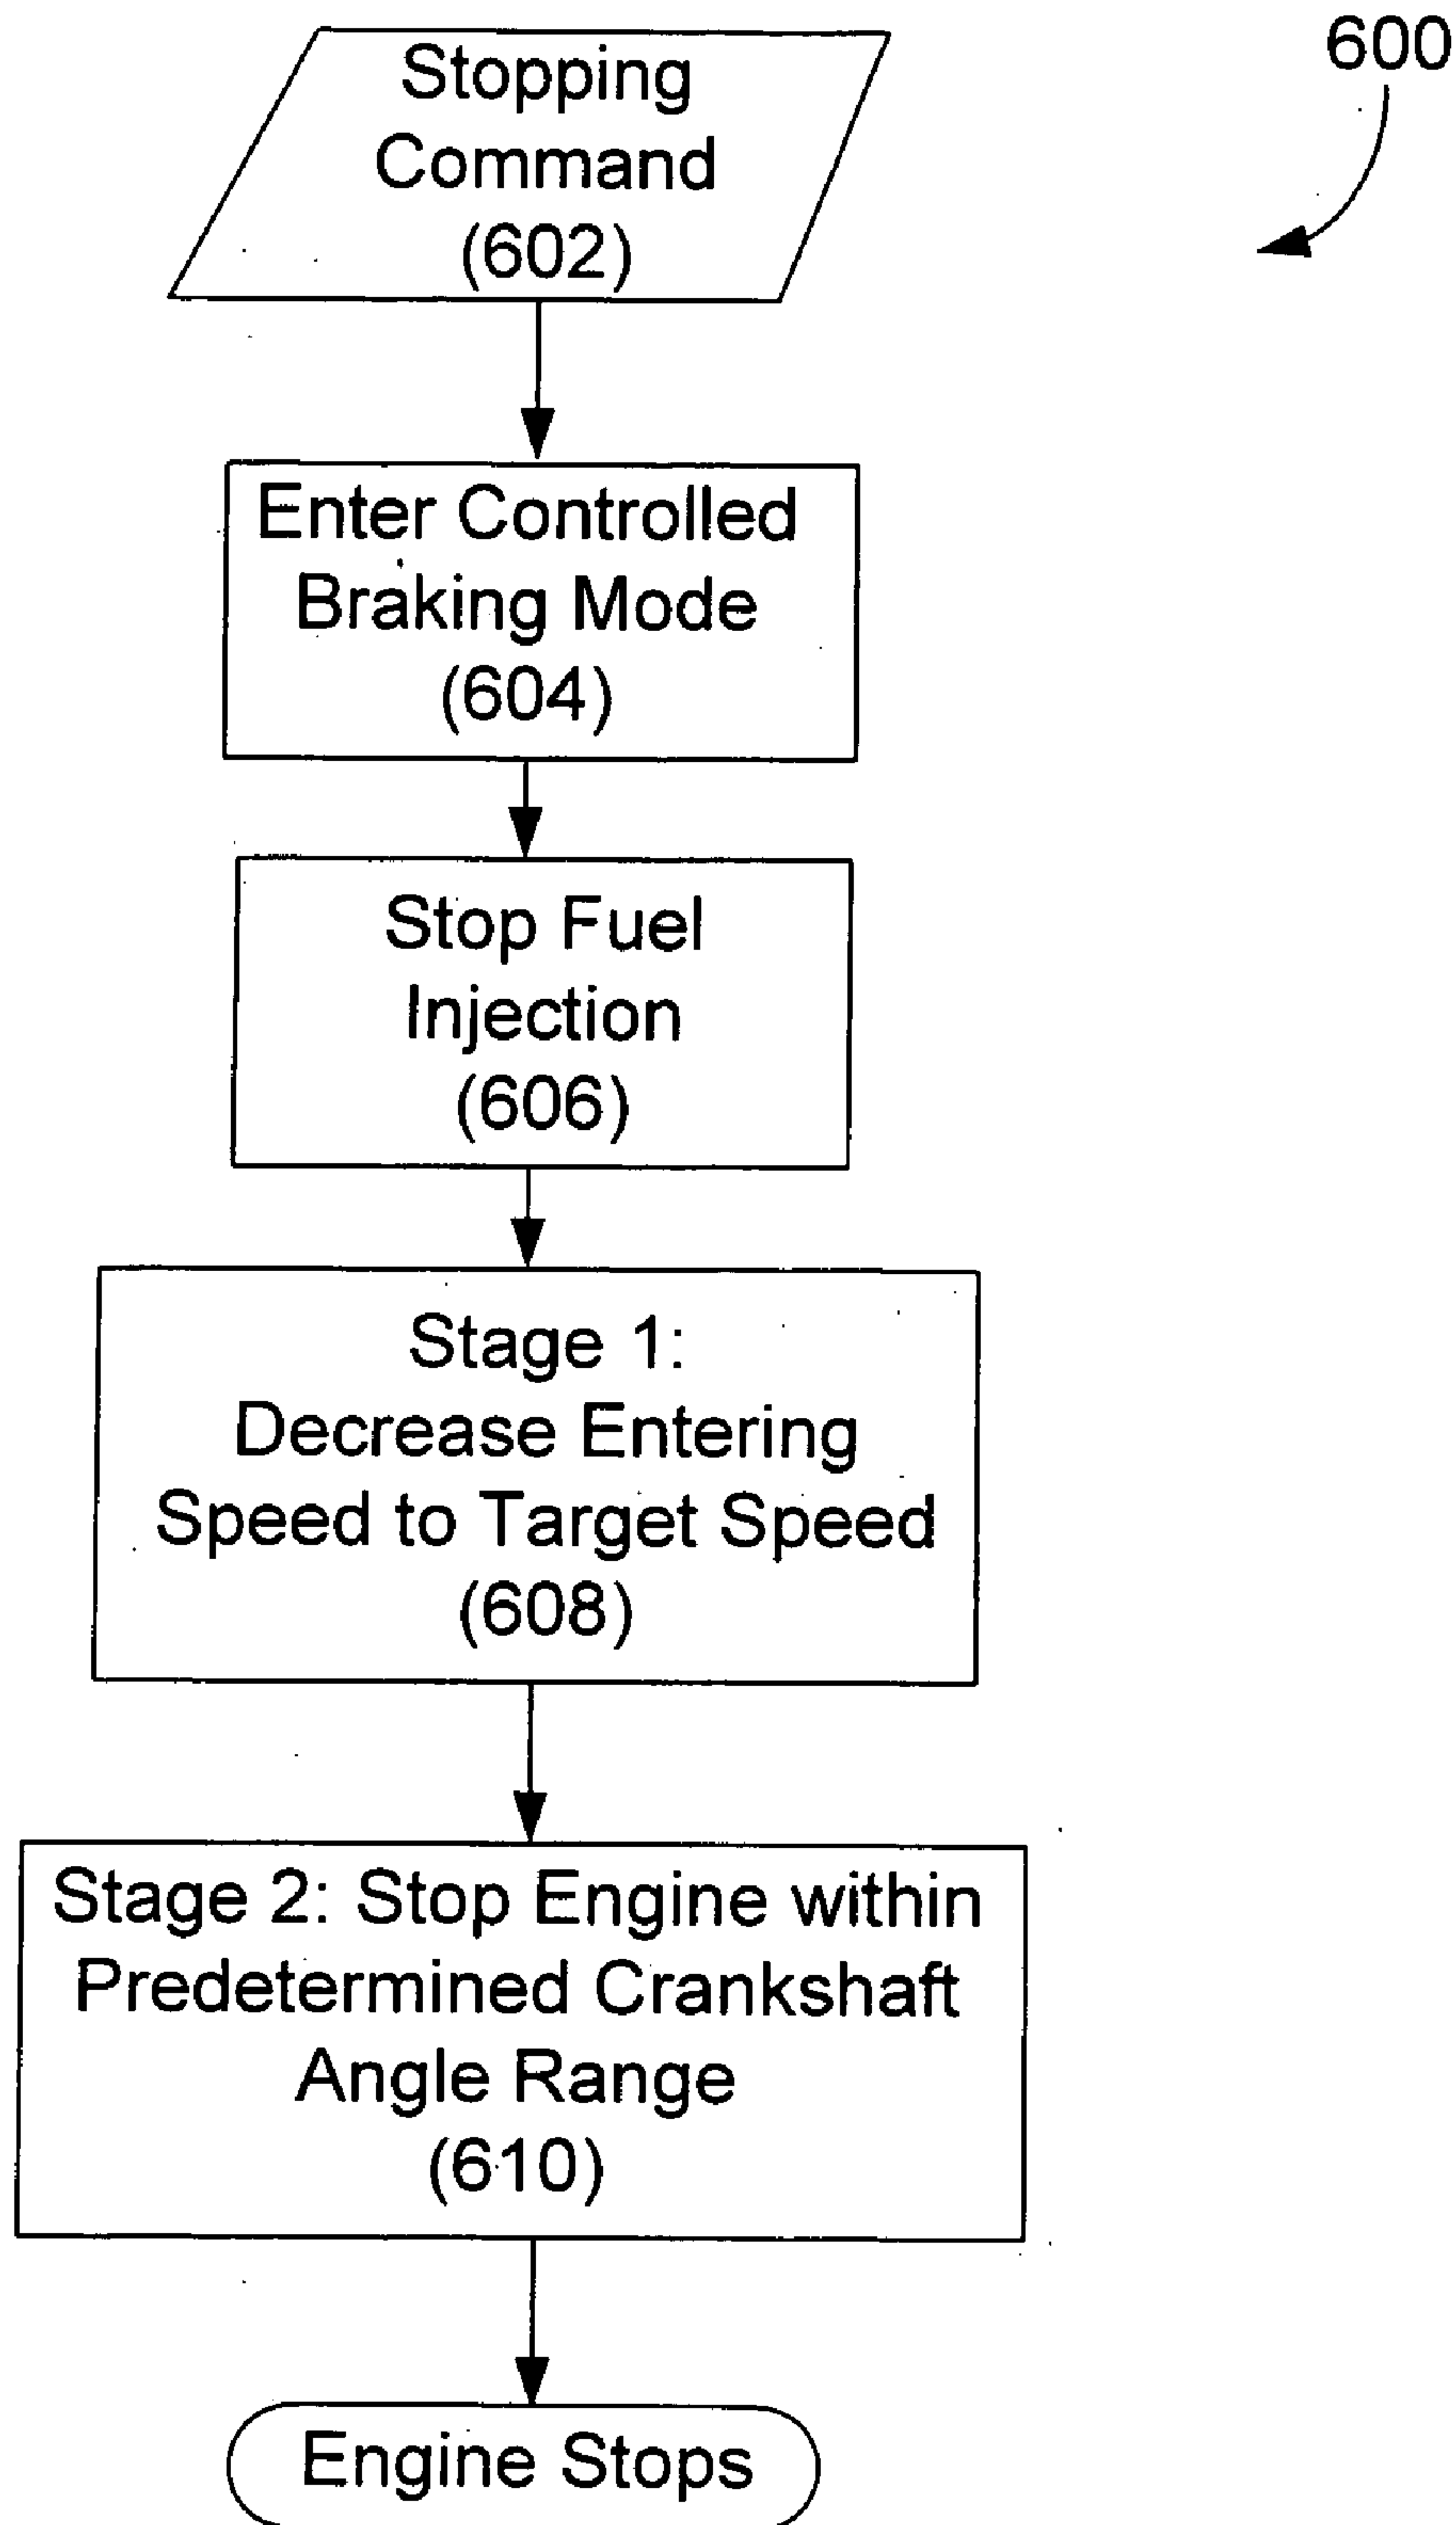 600
Stopping
Command
(602)
Enter Controlled
Braking Mode
(604)
Stop Fuel
Injection
(606)
Stage 1:
Decrease Entering
Speed to Target Speed
(608)
Stage 2: Stop Engine within
Predetermined Crankshaft
Angle Range
(610)
Engine Stops